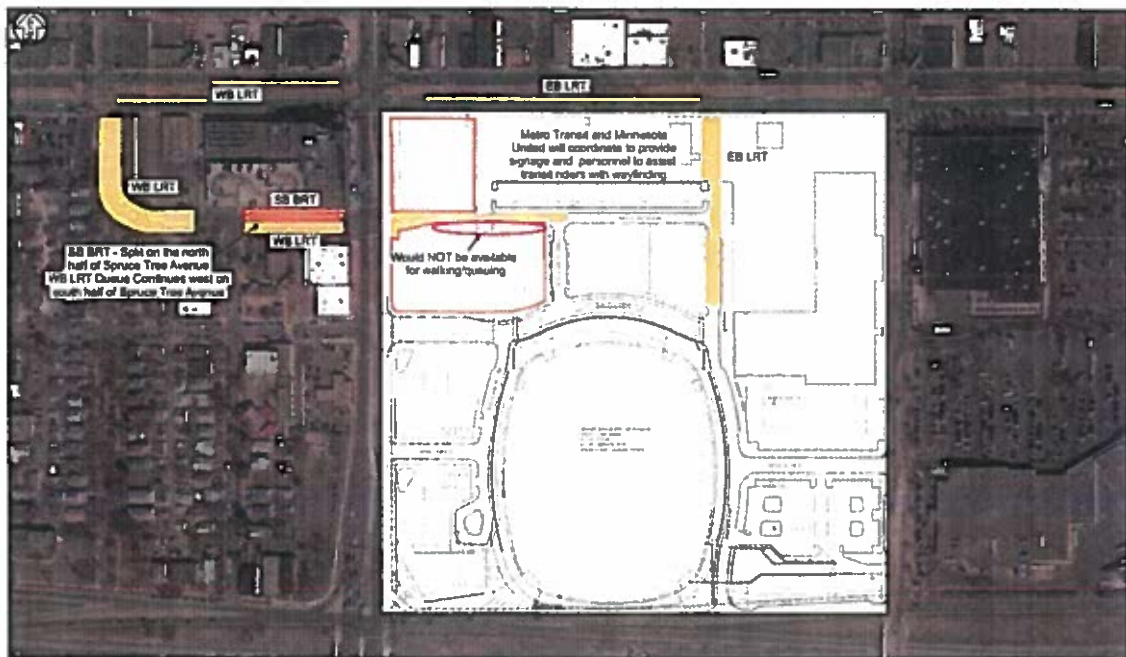 WB LRT
EB LRT
Metro Transit and Minnesota
United will coordinate to provide
signage and personnel to assist
transit riders with wayfinding
EB LRT
WB LRT
SB BRT
WB LRT
Would NOT be available
for walking/queuing
SB BRT - Split on the north
half of Spruce Tree Avenue
WB LRT Queue Continues west on
south half of Spruce Tree Avenue